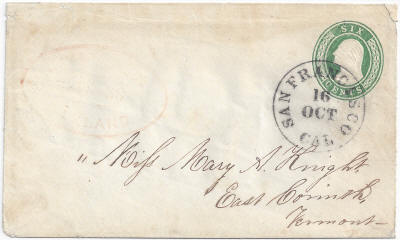 SIX
CENTS
SAN FRANCISCO
16
OCT
CAL
" Miss Mary A. Knight
East Corinth,
Vermont